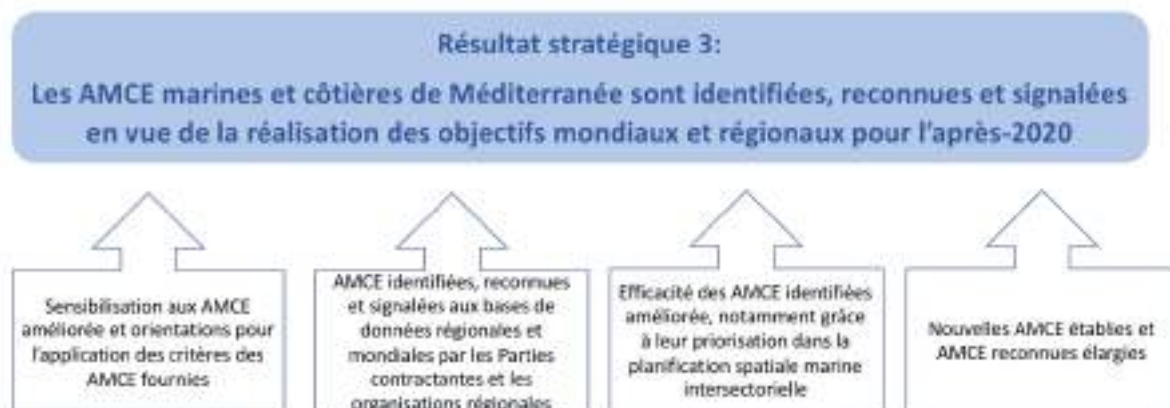 Résultat stratégique 3:
Les AMCE marines et côtières de Méditerranée sont identifiées, reconnues et signalées
en vue de la réalisation des objectifs mondiaux et régionaux pour l'après-2020
Sensibilisation aux AMCE
améliorée et orientations pour
l'application des critères des
AMCE fournies
AMCE identifiées, reconnues
et signalées aux bases de
données régionales et
mondiales par les Parties
contractantes et les
organisations régionales
Efficacité des AMCE identifiées
améliorée, notamment grâce
à leur priorisation dans la
planification spatiale marine
intersectorielle
Nouvelles AMCE établies et
AMCE reconnues élargies